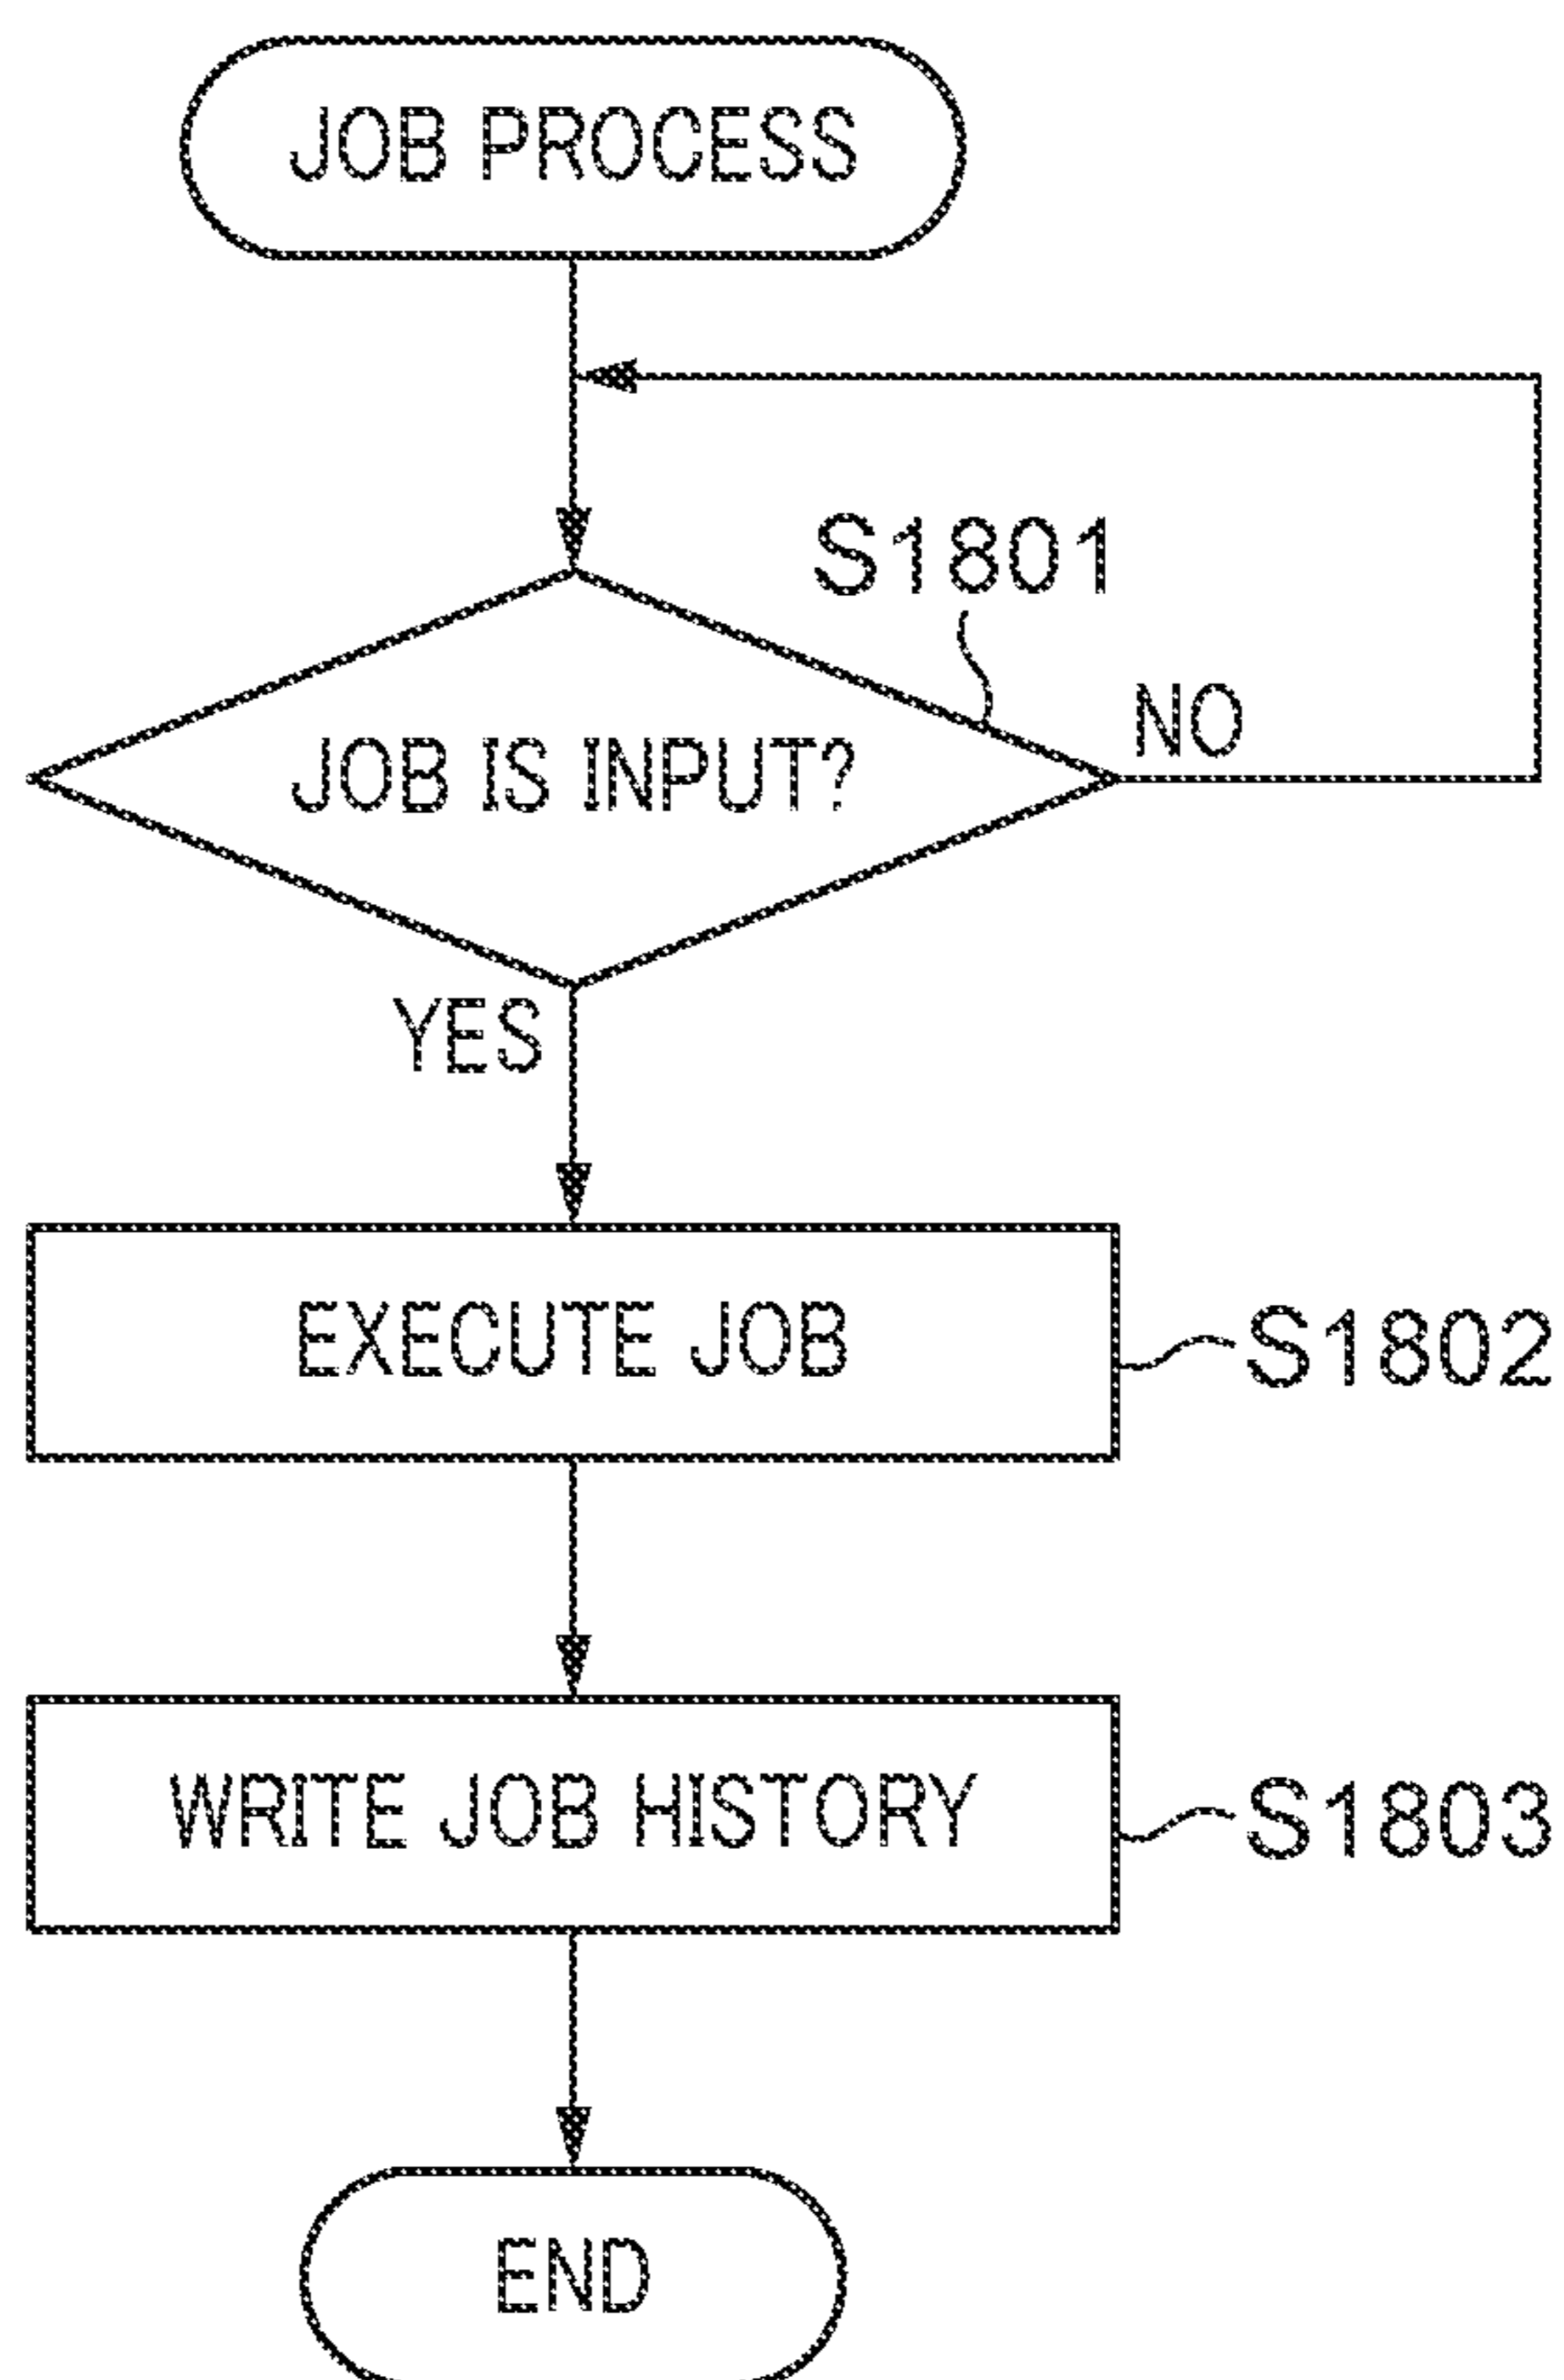 JOB PROCESS
S1801
JOB IS INPUT?
NO
YES
EXECUTE JOB
S1802
WRITE JOB HISTORY
S1803
END